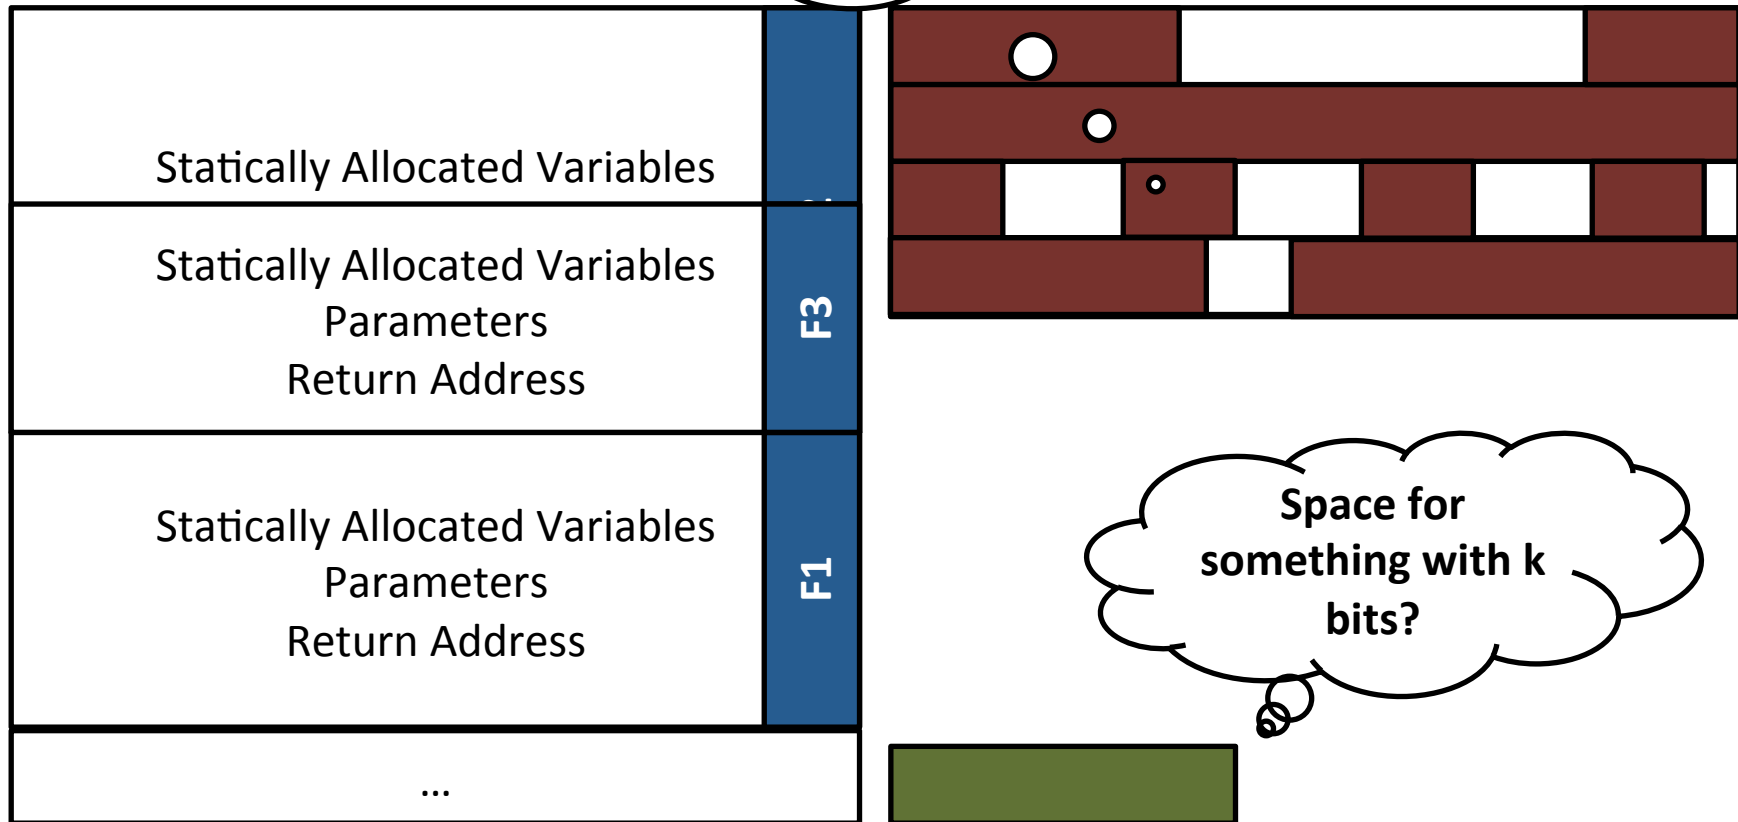 Statically Allocated Variables
Statically Allocated Variables
Parameters
Return Address
F3
Statically Allocated Variables
Parameters
Return Address
F1
...
Space for
something with k
bits?